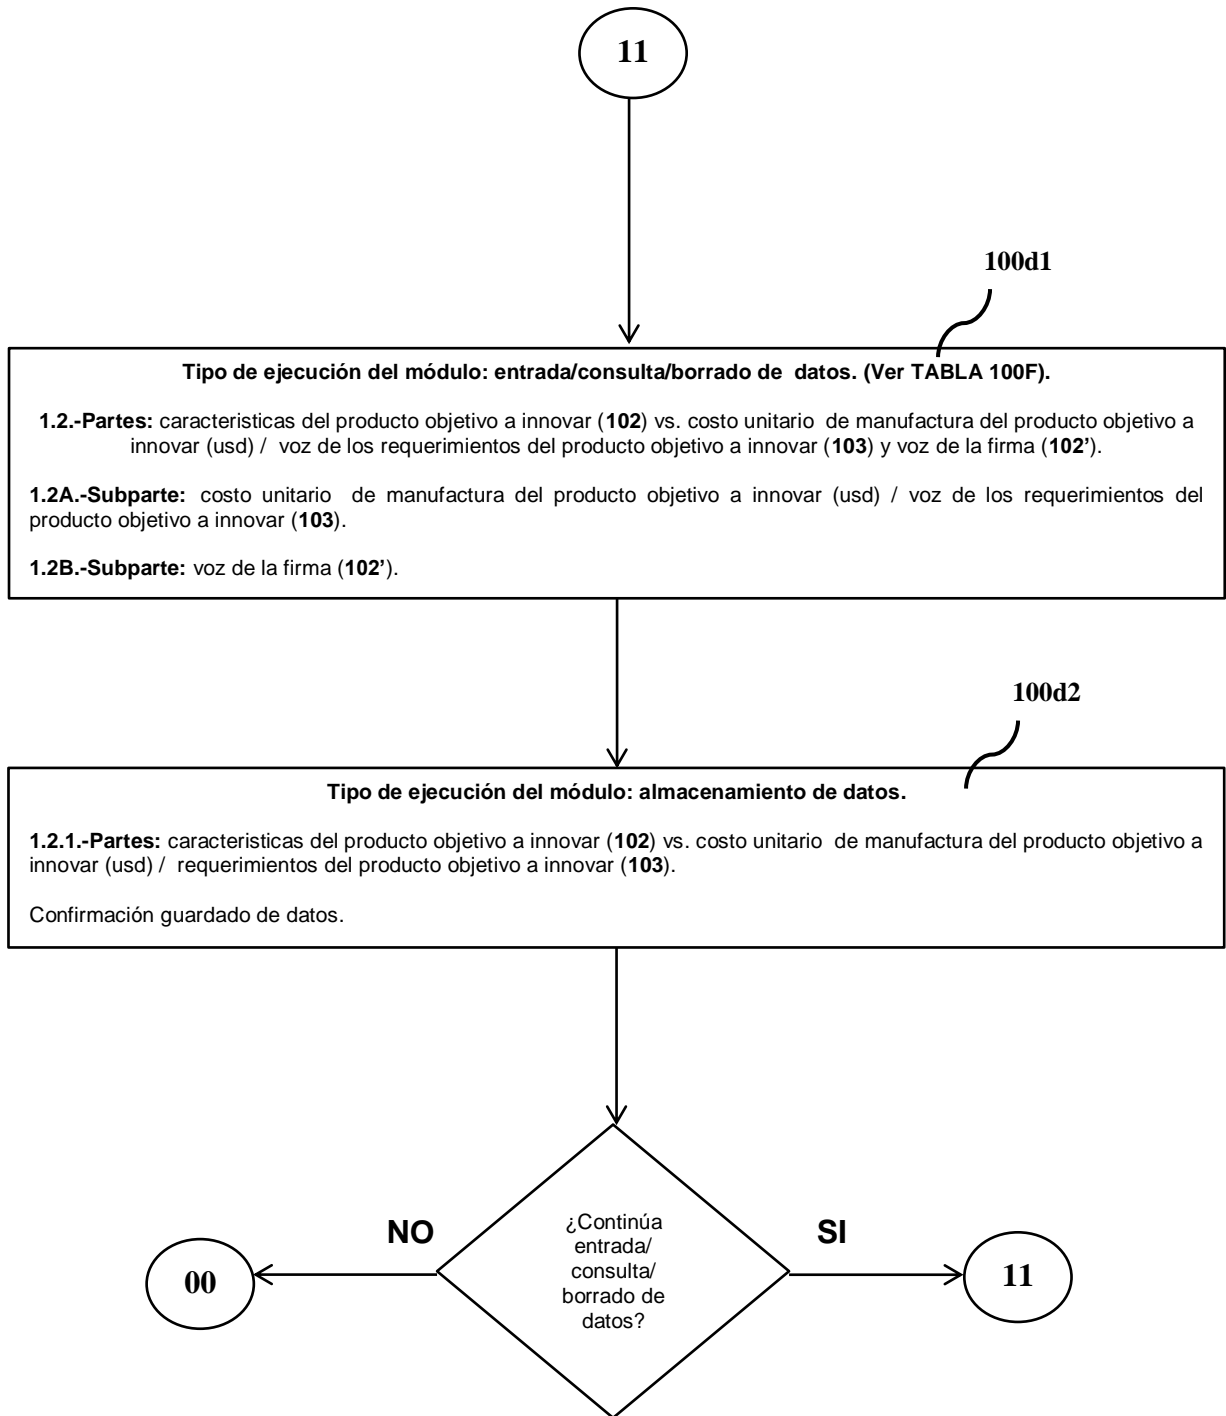 11
100d1
Tipo de ejecución del módulo: entrada/consulta/borrado de datos. (Ver TABLA 100F).
1.2.-Partes: caracteristicas del producto objetivo a innovar (102) vs. costo unitario de manufactura del producto objetivo a
innovar (usd) / voz de los requerimientos del producto objetivo a innovar (103) y voz de la firma (102’).
1.2A.-Subparte: costo unitario de manufactura del producto objetivo a innovar (usd) / voz de los requerimientos del
producto objetivo a innovar (103).
1.2B.-Subparte: voz de la firma (102’).
100d2
Tipo de ejecución del módulo: almacenamiento de datos.
1.2.1.-Partes: caracteristicas del producto objetivo a innovar (102) vs. costo unitario de manufactura del producto objetivo a
innovar (usd) / requerimientos del producto objetivo a innovar (103).
Confirmación guardado de datos.
NO
¿Continúa
entrada/
consulta/
borrado de
datos?
SI
00
11